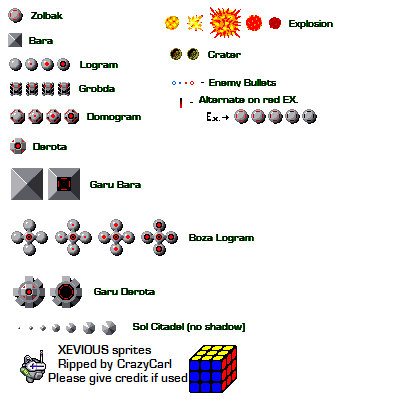 Zolbak
Explosion
Bara
Crater
Logram
- Enemy Bullets
Grobda
- Alternate on red EX.
Domogram
Ex.→
Derota
Garu Bara
Boza Logram
Garu Derota
Sol Citadel (no shadow)
XEVIOUS sprites
Ripped by CrazyCarl
Please give credit if used